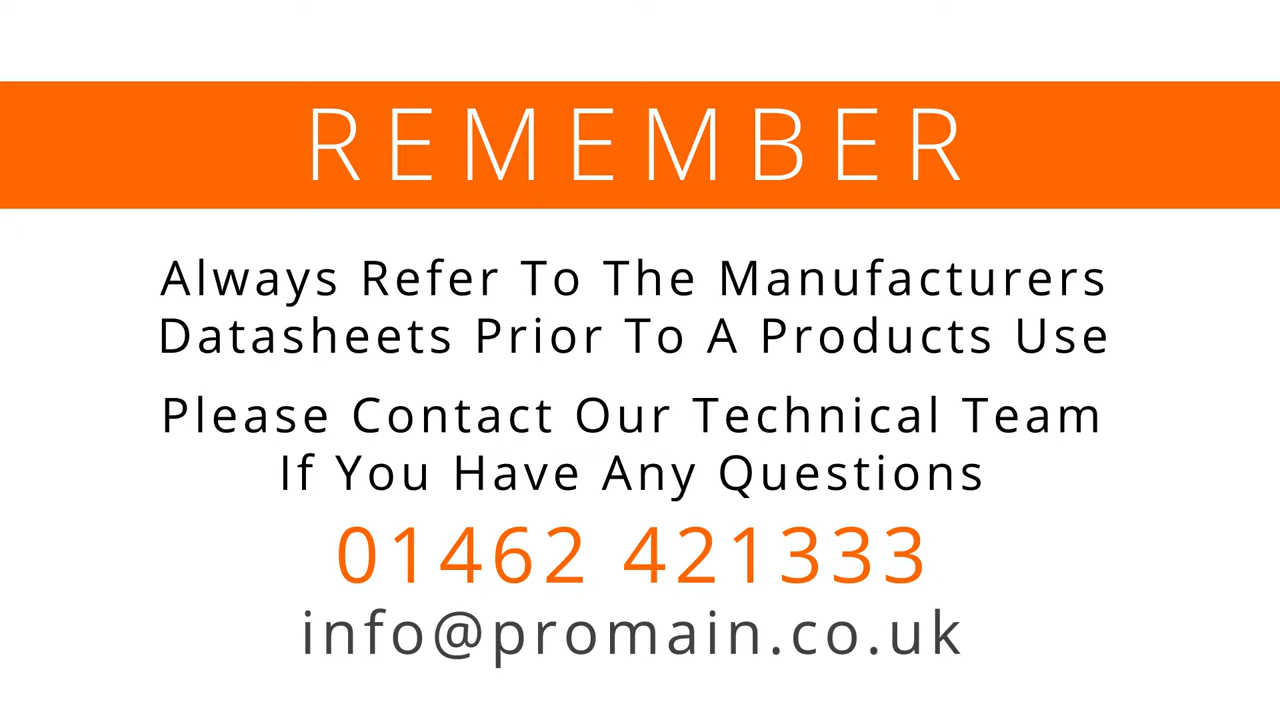 REMEMBER
Always Refer To The Manufacturers
Datasheets Prior To A Products Use
Please Contact Our Technical Team
If You Have Any Questions
01462 421333
info@promain.co.uk